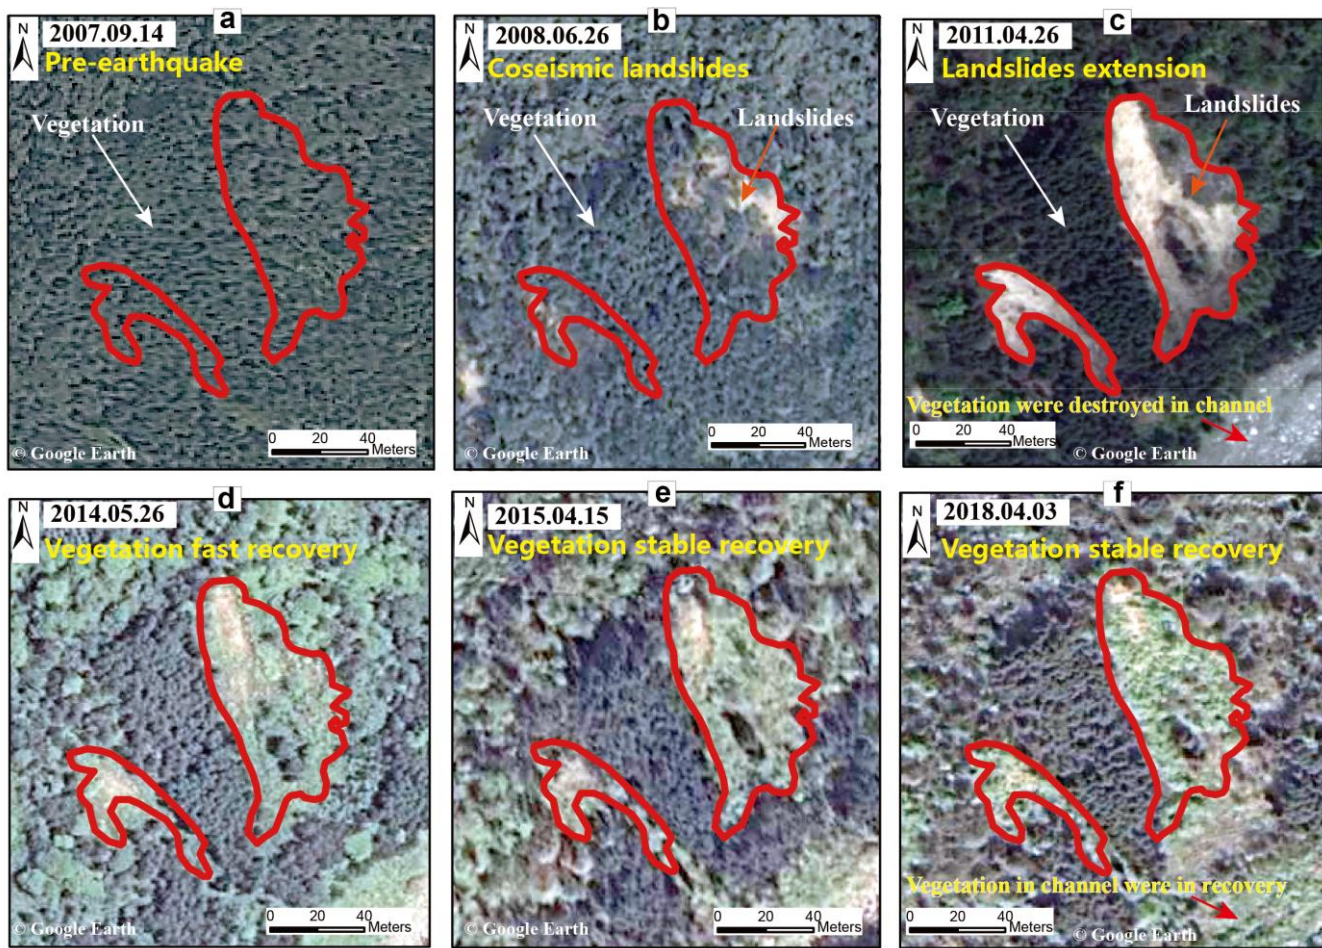 a
N
2007.09.14
Pre-earthquake
Vegetation
0 20 40
Meters
© Google Earth
b
N
2008.06.26
Coseismic landslides
Vegetation
Landslides
0 20 40
Meters
© Google Earth
c
N
2011.04.26
Landslides extension
Vegetation
Landslides
Vegetation were destroyed in channel
0 20 40
Meters
© Google Earth
d
N
2014.05.26
Vegetation fast recovery
0 20 40
Meters
© Google Earth
e
N
2015.04.15
Vegetation stable recovery
0 20 40
Meters
© Google Earth
f
N
2018.04.03
Vegetation stable recovery
Vegetation in channel were in recovery
0 20 40
Meters
© Google Earth